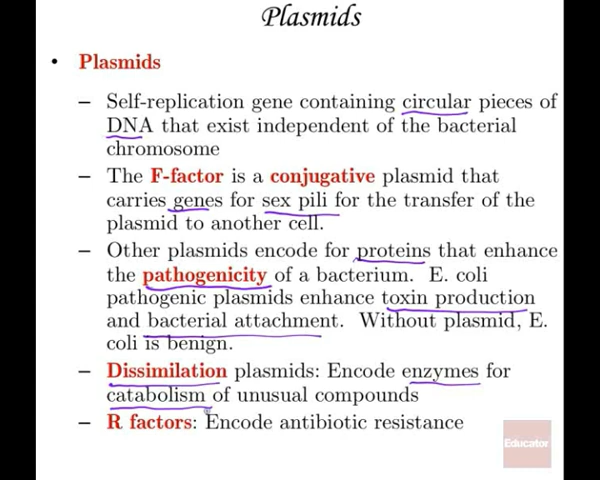 Plasmids
• Plasmids
– Self-replication gene containing circular pieces of
DNA that exist independent of the bacterial
chromosome
– The F-factor is a conjugative plasmid that
carries genes for sex pili for the transfer of the
plasmid to another cell.
– Other plasmids encode for proteins that enhance
the pathogenicity of a bacterium. E. coli
pathogenic plasmids enhance toxin production
and bacterial attachment. Without plasmid, E.
coli is benign.
– Dissimilation plasmids: Encode enzymes for
catabolism of unusual compounds
– R factors: Encode antibiotic resistance
Educator